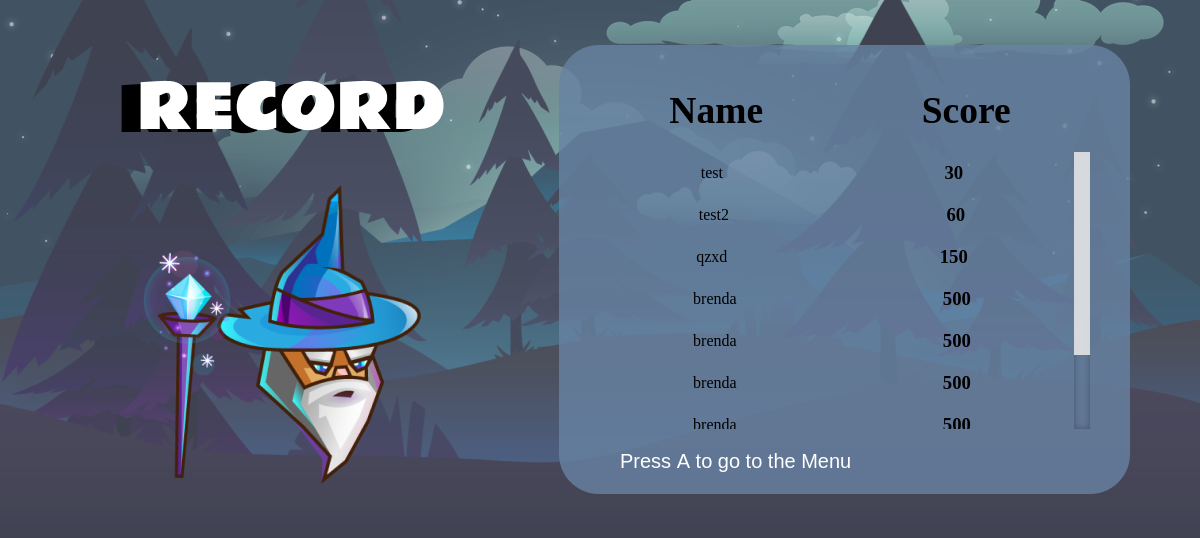 RECORD
Name Score
test 30
test2 60
qzxd 150
brenda 500
brenda 500
brenda 500
brenda 500
Press A to go to the Menu